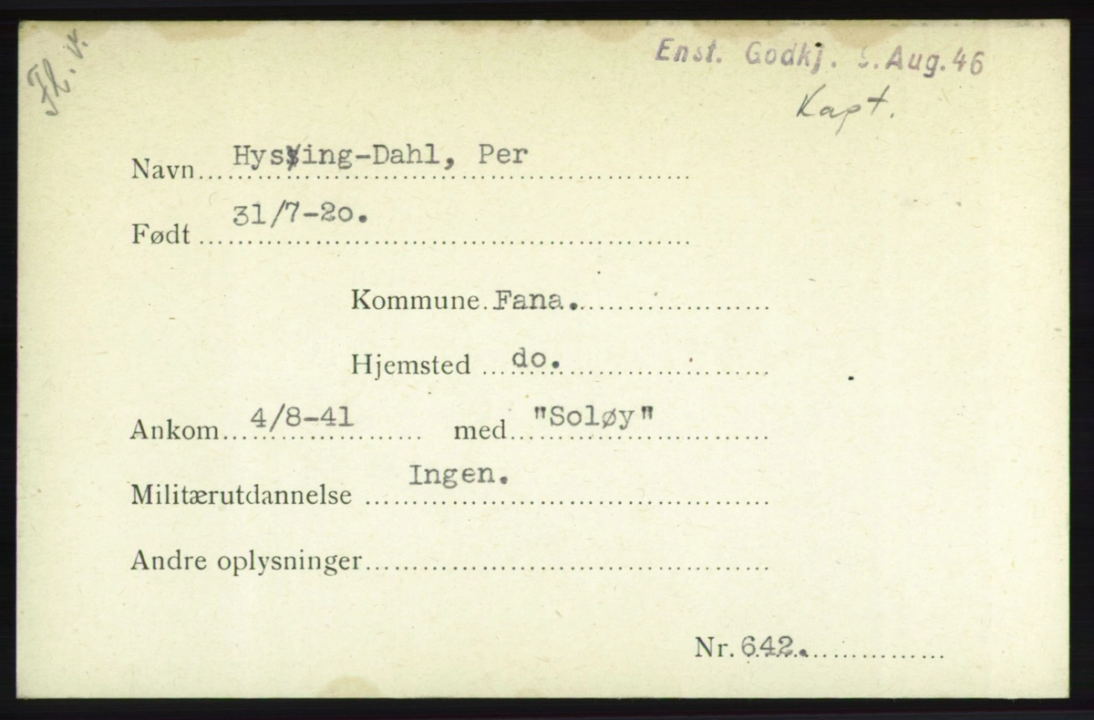 Fl. v.
Enst. Godkj. 5. Aug. 46
Kapt.
Navn Hyssing-Dahl, Per
Født 31/7-20.
Kommune Fana.
Hjemsted do.
Ankom 4/8-41 med "Soløy"
Militærutdannelse Ingen.
Andre oplysninger
Nr. 642.